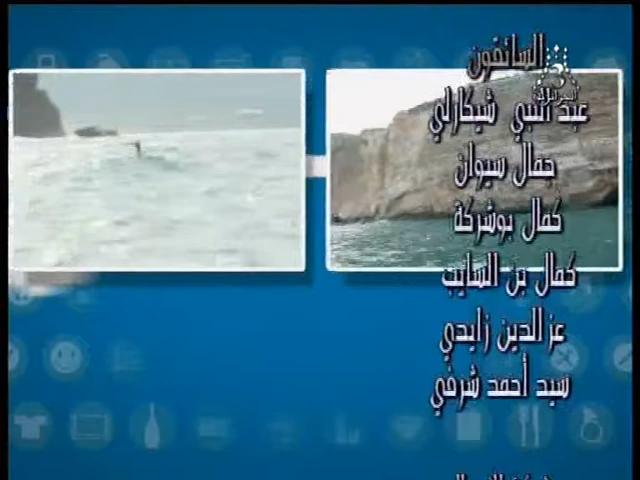 السائقون
عبد النبي شيكارلي
جمال سيوان
كمال بوشركة
كمال بن السايب
عز الدين زايدي
سيد أحمد شرفي